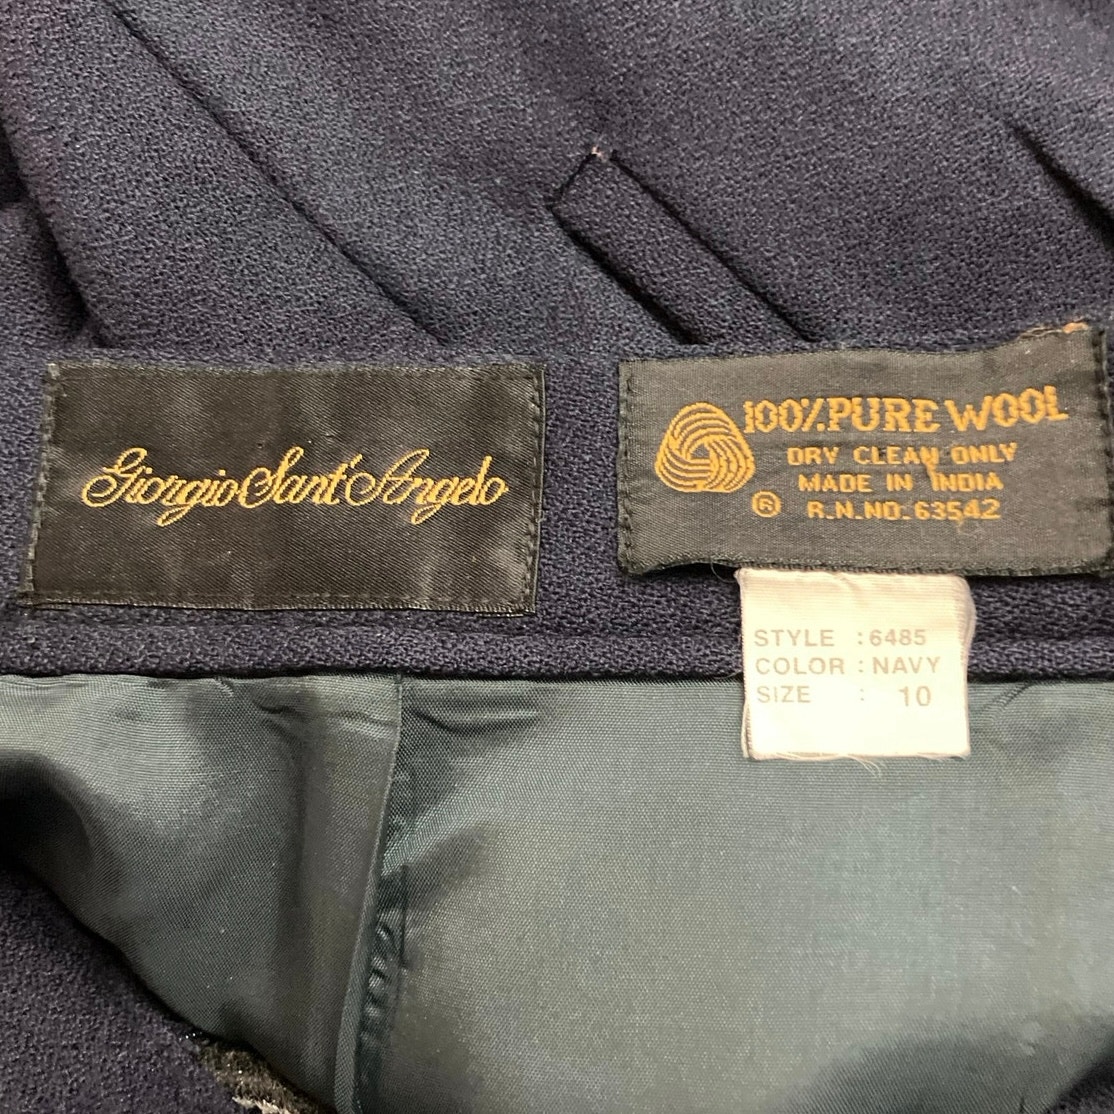 Giorgio Sant'Angelo
100% PURE WOOL
DRY CLEAN ONLY
MADE IN INDIA
® R.N.NO. 63542
STYLE : 6485
COLOR : NAVY
SIZE : 10